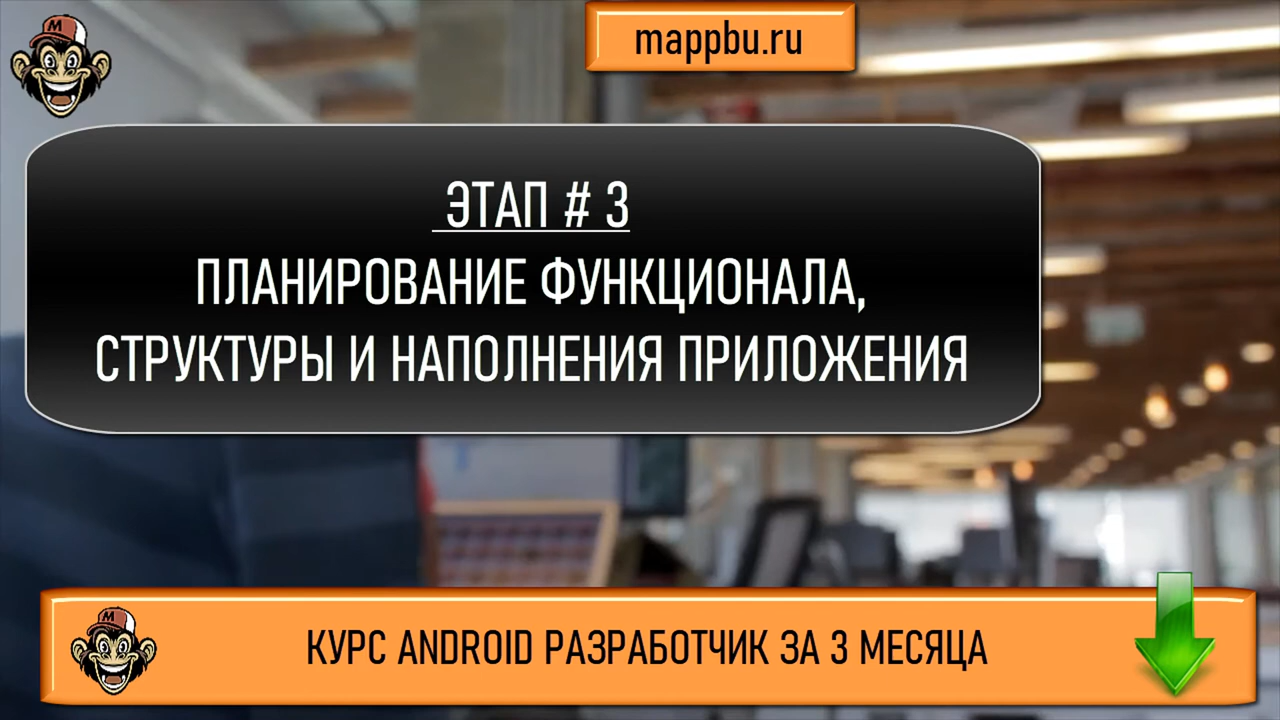 mappbu.ru
M
ЭТАП # 3
ПЛАНИРОВАНИЕ ФУНКЦИОНАЛА,
СТРУКТУРЫ И НАПОЛНЕНИЯ ПРИЛОЖЕНИЯ
M
КУРС ANDROID РАЗРАБОТЧИК ЗА 3 МЕСЯЦА